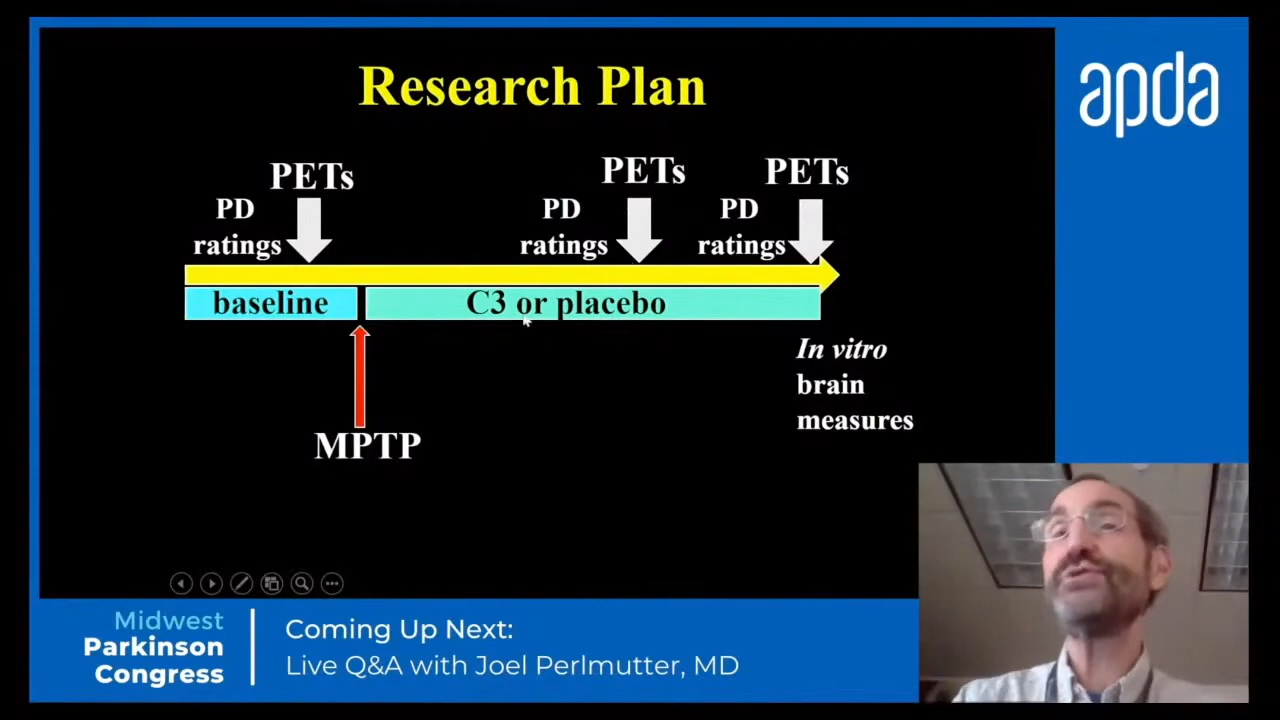 Research Plan
apda
PETs
PETs
PETs
PD
ratings
PD
ratings
PD
ratings
baseline
C3 or placebo
In vitro
brain
measures
MPTP
Midwest
Parkinson
Congress
Coming Up Next:
Live Q&A with Joel Perlmutter, MD